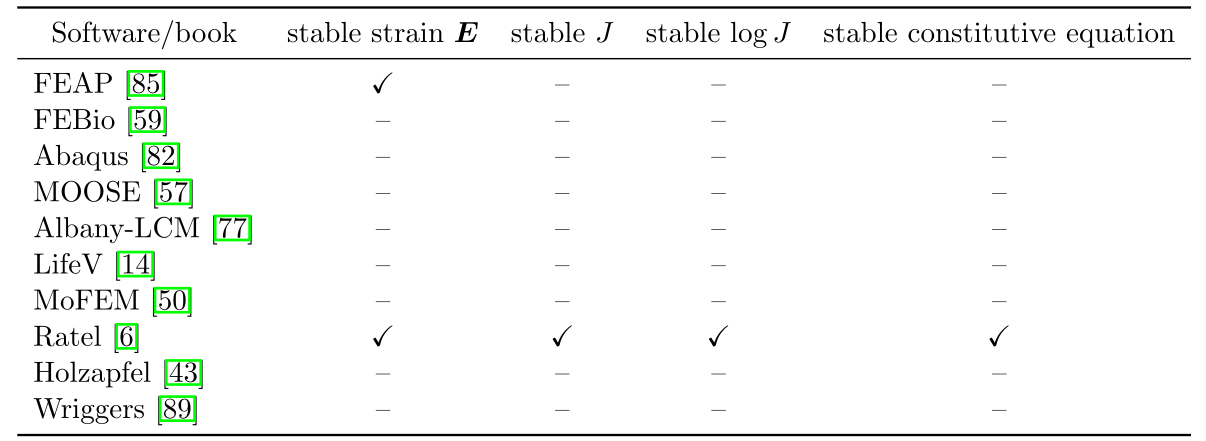 Software/book stable strain E stable J stable log J stable constitutive equation
FEAP [85] ✓ – – –
FEBio [59] – – – –
Abaqus [82] – – – –
MOOSE [57] – – – –
Albany-LCM [77] – – – –
LifeV [14] – – – –
MoFEM [50] – – – –
Ratel [6] ✓ ✓ ✓ ✓
Holzapfel [43] – – – –
Wriggers [89] – – – –